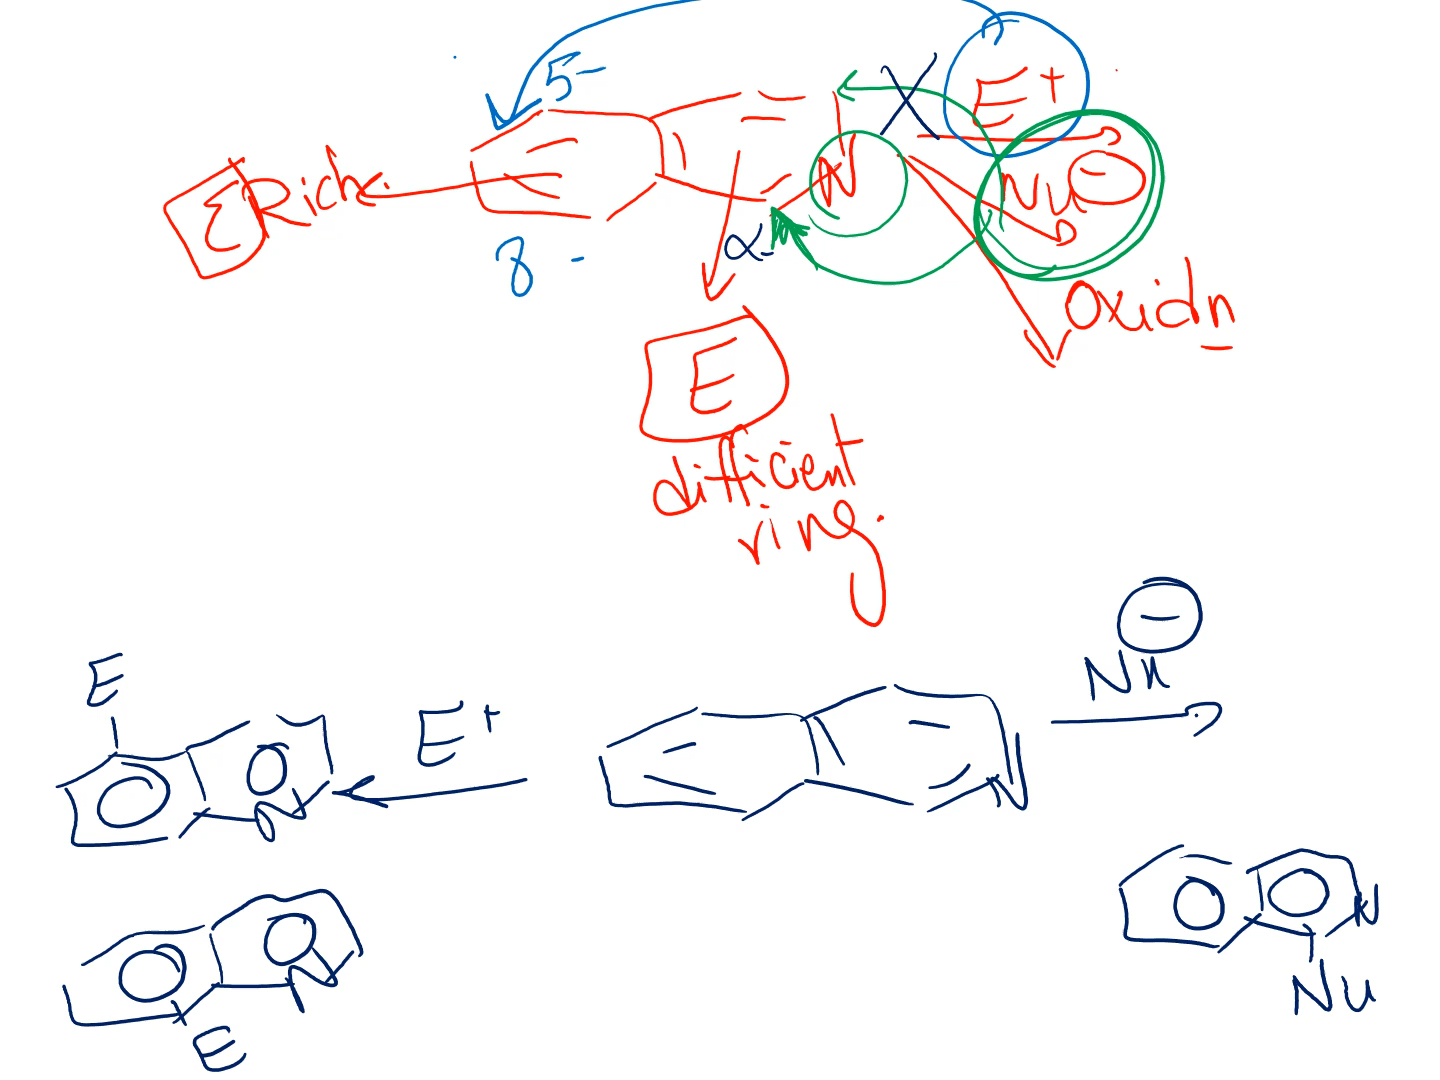 5-
E+
E Rich.
N
Nu-
α-
8-
Oxidn
E
difficient
ring.
Nu-
E
E+
N
N
N
N
E
Nu